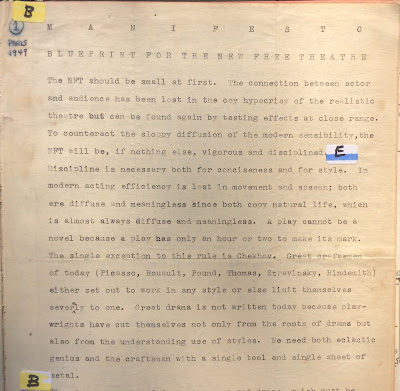 B
1
PARIS
1949
M A N I F E S T O
BLUEPRINT FOR THE NEW FREE THEATRE
The NFT should be small at first. The connection between actor
and audience has been lost in the coy hypocrisy of the realistic
theatre but can be found again by testing effects at close range.
To counteract the sloppy diffusion of the modern sensibility,the
NFT will be, if nothing else, vigorous and disciplined E
Discipline is necessary both for conciseness and for style. In
modern acting efficiency is lost in movement and speech; both
are diffuse and meaningless since both copy natural life, which
is almost always diffuse and meaningless. A play cannot be a
novel because a play has only an hour or two to make its mark.
The single exception to this rule is Chekhov. Great craftsmen
of today (Picasso, Rouault, Pound, Thomas, Stravinsky, Hindemith)
either set out to work in any style or else limit themselves
severely to one. Great drama is not written today because play-
wrights have cut themselves not only from the roots of drama but
also from the understanding use of styles. We need both eclectic
genius and the craftsman with a single tool and single sheet of
metal.
B
which must be